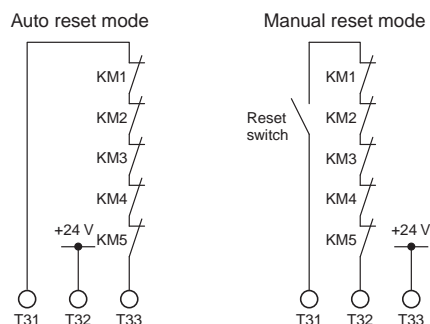 Auto reset mode
KM1
KM2
KM3
KM4
+24 V
KM5
T31
T32
T33
Manual reset mode
KM1
Reset
switch
KM2
KM3
KM4
KM5
+24 V
T31
T32
T33